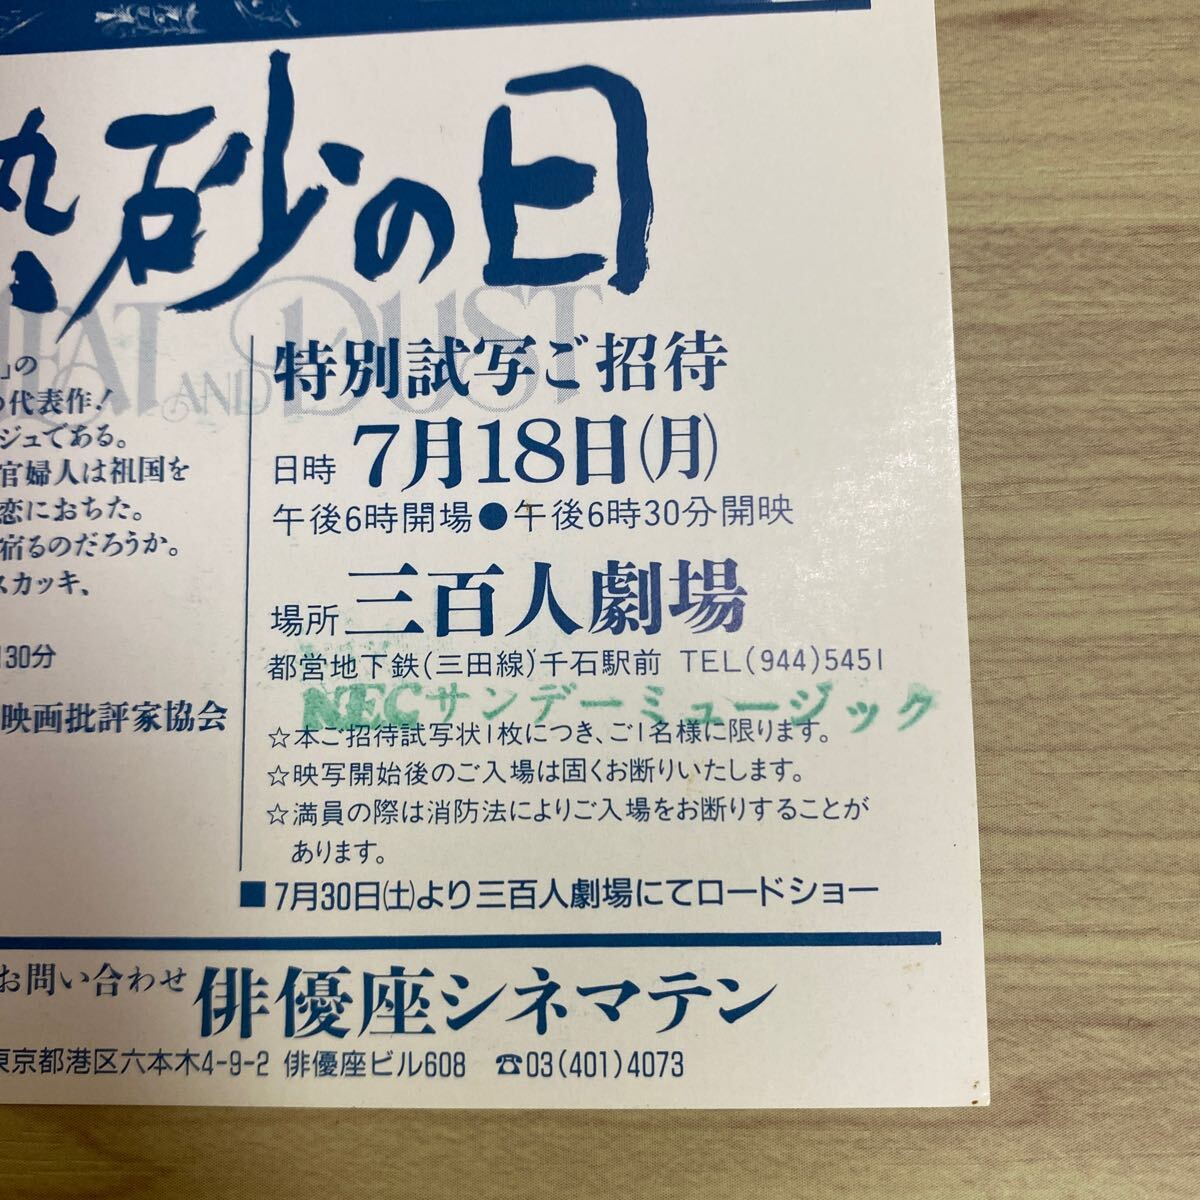 砂の日
HEAT AND DUST
」の
代表作！
ジュである。
官婦人は祖国を
恋におちた。
宿るのだろうか。
スカッキ、
130分
映画批評家協会
特別試写ご招待
日時 7月18日(月)
午後6時開場●午後6時30分開映
場所 三百人劇場
都営地下鉄(三田線)千石駅前 TEL(944)5451
NECサンデーミュージック
☆本ご招待試写状1枚につき、ご1名様に限ります。
☆映写開始後のご入場は固くお断りいたします。
☆満員の際は消防法によりご入場をお断りすることが
あります。
■7月30日(土)より三百人劇場にてロードショー
お問い合わせ 俳優座シネマテン
東京都港区六本木4-9-2 俳優座ビル608 ☎03(401)4073